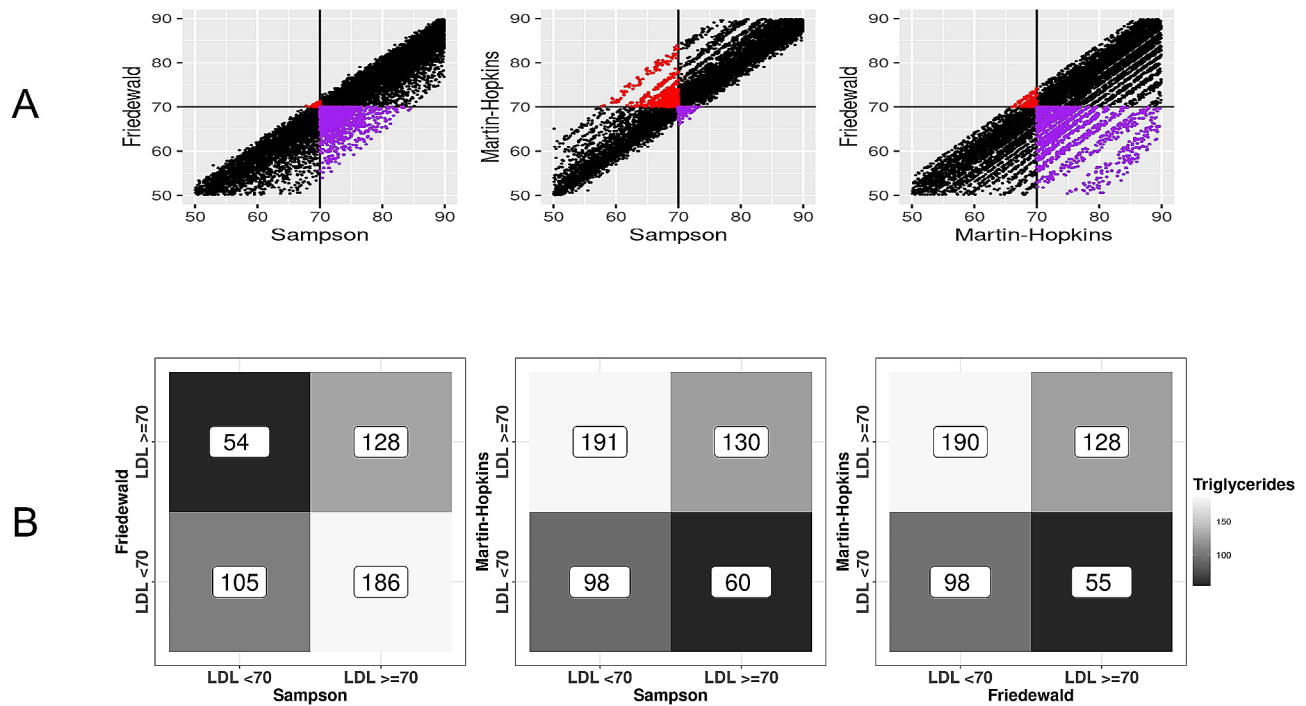 A
Friedewald
90
80
70
60
50
50 60 70 80 90
Sampson
Martin-Hopkins
90
80
70
60
50
50 60 70 80 90
Sampson
Friedewald
90
80
70
60
50
50 60 70 80 90
Martin-Hopkins
B
Friedewald
LDL >=70
LDL <70
54 128
105 186
LDL <70 LDL >=70
Sampson
Martin-Hopkins
LDL >=70
LDL <70
191 130
98 60
LDL <70 LDL >=70
Sampson
Martin-Hopkins
LDL >=70
LDL <70
190 128
98 55
LDL <70 LDL >=70
Friedewald
Triglycerides
150
100